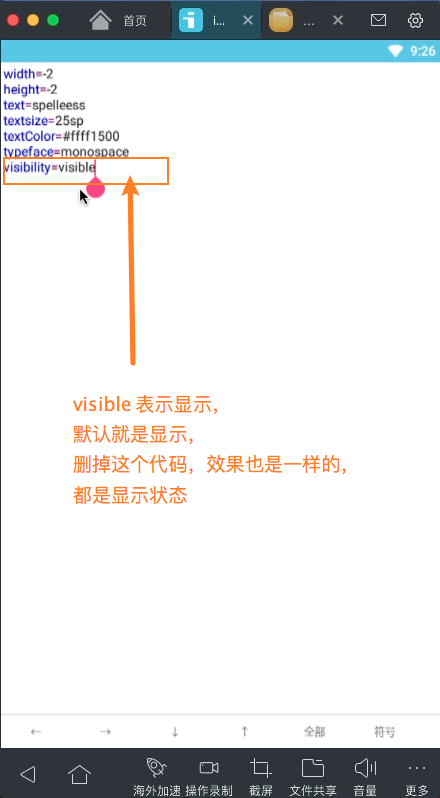 首页
i...
...
9:26
width=-2
height=-2
text=spelleess
textsize=25sp
textColor=#ffff1500
typeface=monospace
visibility=visible
visible 表示显示，
默认就是显示，
删掉这个代码，效果也是一样的，
都是显示状态
← → ↓ ↑ 全部 符号
海外加速 操作录制 截屏 文件共享 音量 更多